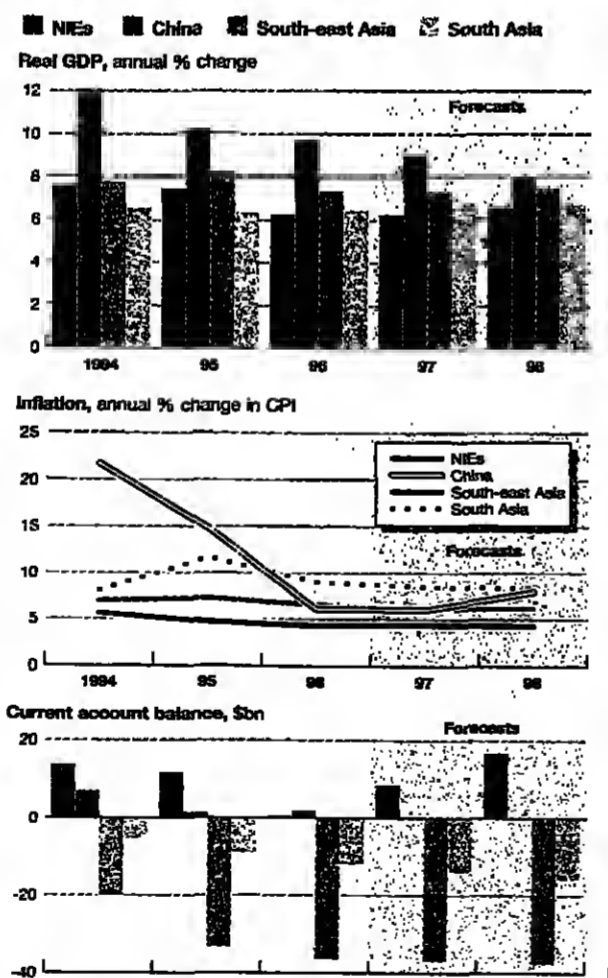 NIEs China South-east Asia South Asia
Real GDP, annual % change
12
Forecasts
10
8
6
4
2
0
1994 95 96 97 98
Inflation, annual % change in CPI
25
NIEs
20
China
South-east Asia
15
South Asia
Forecasts
10
5
0
1994 95 96 97 98
Current account balance, $bn
Forecasts
20
0
-20
-40